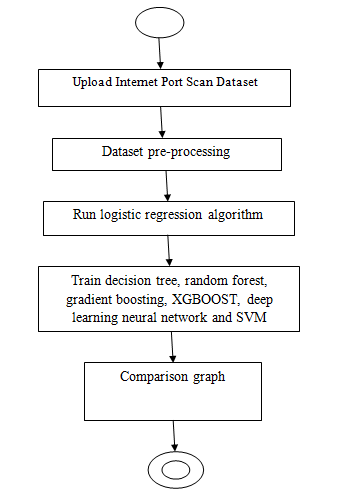 Upload Internet Port Scan Dataset
Dataset pre-processing
Run logistic regression algorithm
Train decision tree, random forest,
gradient boosting, XGBOOST, deep
learning neural network and SVM
Comparison graph